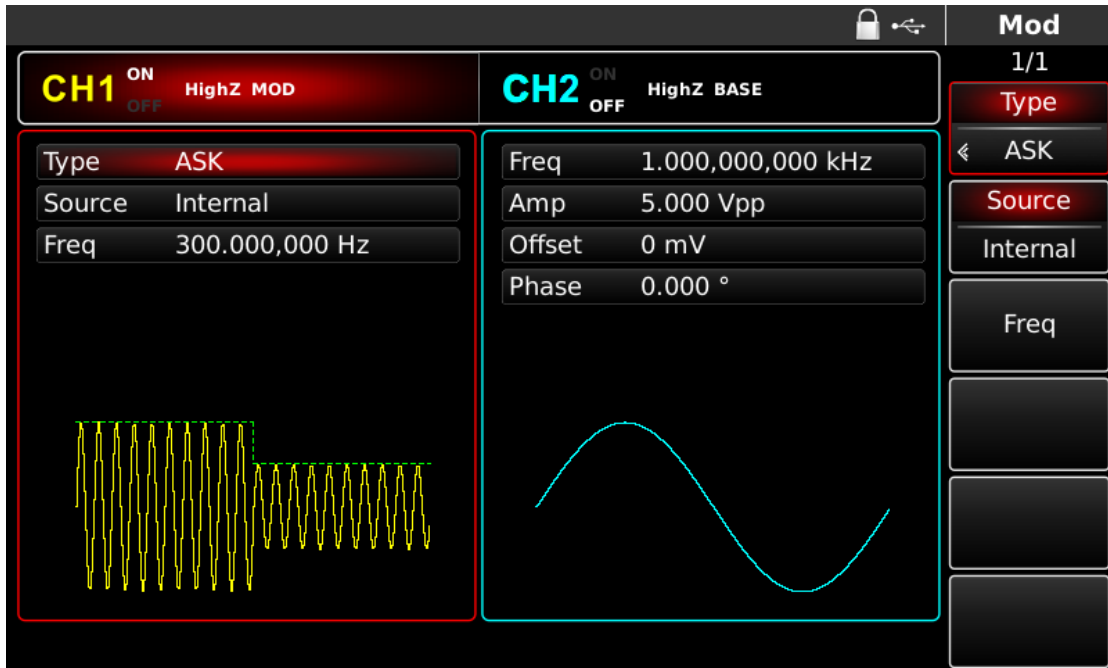 Mod
1/1
CH1 ON OFF HighZ MOD
CH2 ON OFF HighZ BASE
Type ASK
Source Internal
Freq 300.000,000 Hz
Freq 1.000,000,000 kHz
Amp 5.000 Vpp
Offset 0 mV
Phase 0.000 °
Type
ASK
Source
Internal
Freq